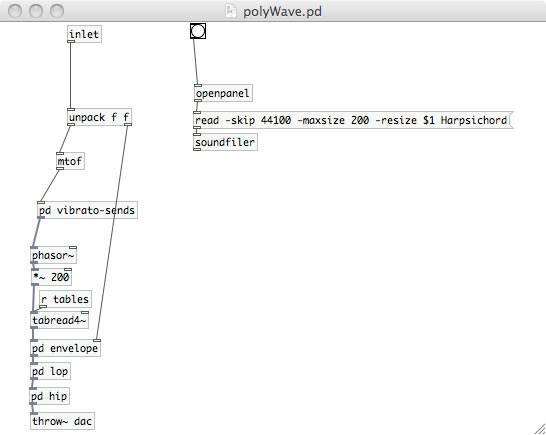 polyWave.pd
inlet
openpanel
unpack f f
read -skip 44100 -maxsize 200 -resize $1 Harpsichord
soundfiler
mtof
pd vibrato-sends
phasor~
*~ 200
r tables
tabread4~
pd envelope
pd lop
pd hip
throw~ dac